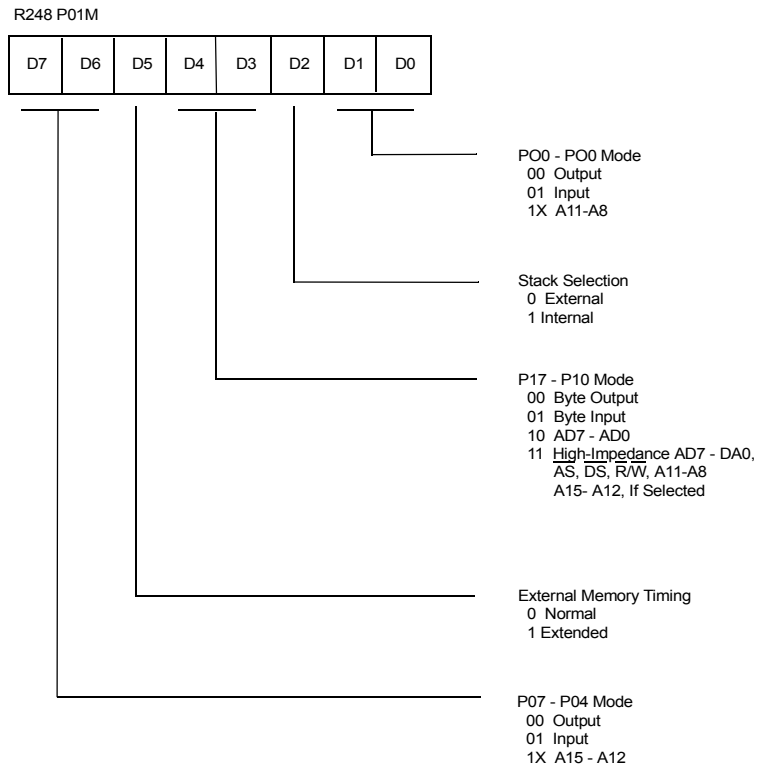 R248 P01M
D7 D6 D5 D4 D3 D2 D1 D0
PO0 - PO0 Mode
00 Output
01 Input
1X A11-A8
Stack Selection
0 External
1 Internal
P17 - P10 Mode
00 Byte Output
01 Byte Input
10 AD7 - AD0
11 High-Impedance AD7 - DA0,
AS, DS, R/W, A11-A8
A15- A12, If Selected
External Memory Timing
0 Normal
1 Extended
P07 - P04 Mode
00 Output
01 Input
1X A15 - A12